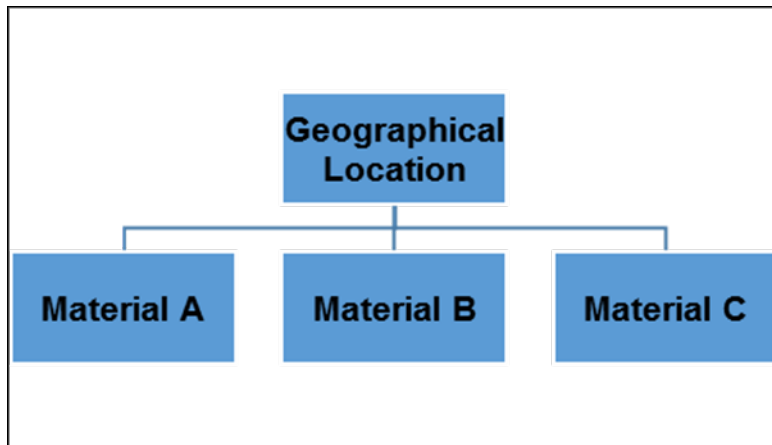 Geographical
Location
Material A
Material B
Material C